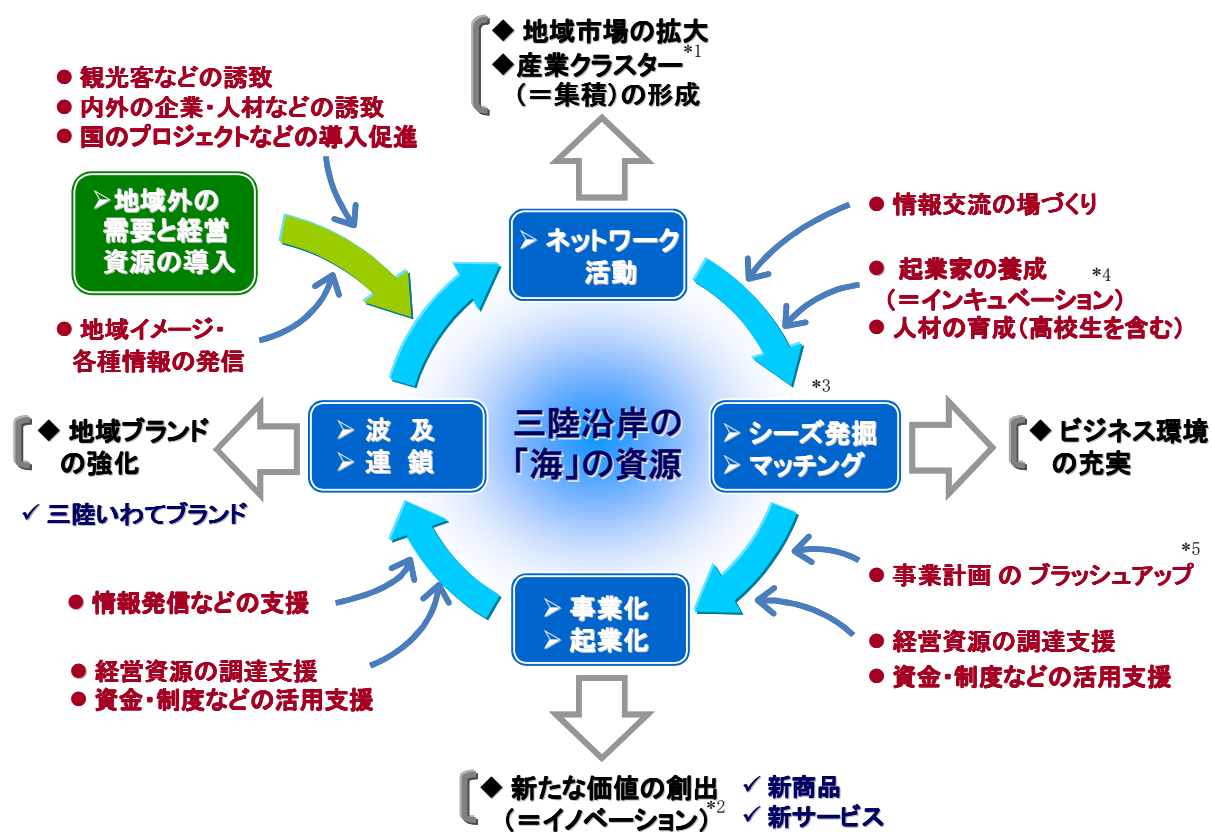 ◆ 地域市場の拡大
◆産業クラスター*1
（＝集積）の形成
● 観光客などの誘致
● 内外の企業・人材などの誘致
● 国のプロジェクトなどの導入促進
➢地域外の
需要と経営
資源の導入
➢ ネットワーク
活動
● 情報交流の場づくり
● 起業家の養成 *4
（＝インキュベーション）
● 人材の育成（高校生を含む）
● 地域イメージ・
各種情報の発信
*3
◆ 地域ブランド
の強化
✓ 三陸いわてブランド
➢ 波 及
➢ 連 鎖
三陸沿岸の
「海」の資源
➢ シーズ発掘
➢ マッチング
◆ ビジネス環境
の充実
● 事業計画 の ブラッシュアップ *5
● 情報発信などの支援
➢ 事業化
➢ 起業化
● 経営資源の調達支援
● 資金・制度などの活用支援
● 経営資源の調達支援
● 資金・制度などの活用支援
◆ 新たな価値の創出
（＝イノベーション）*2
✓ 新商品
✓ 新サービス